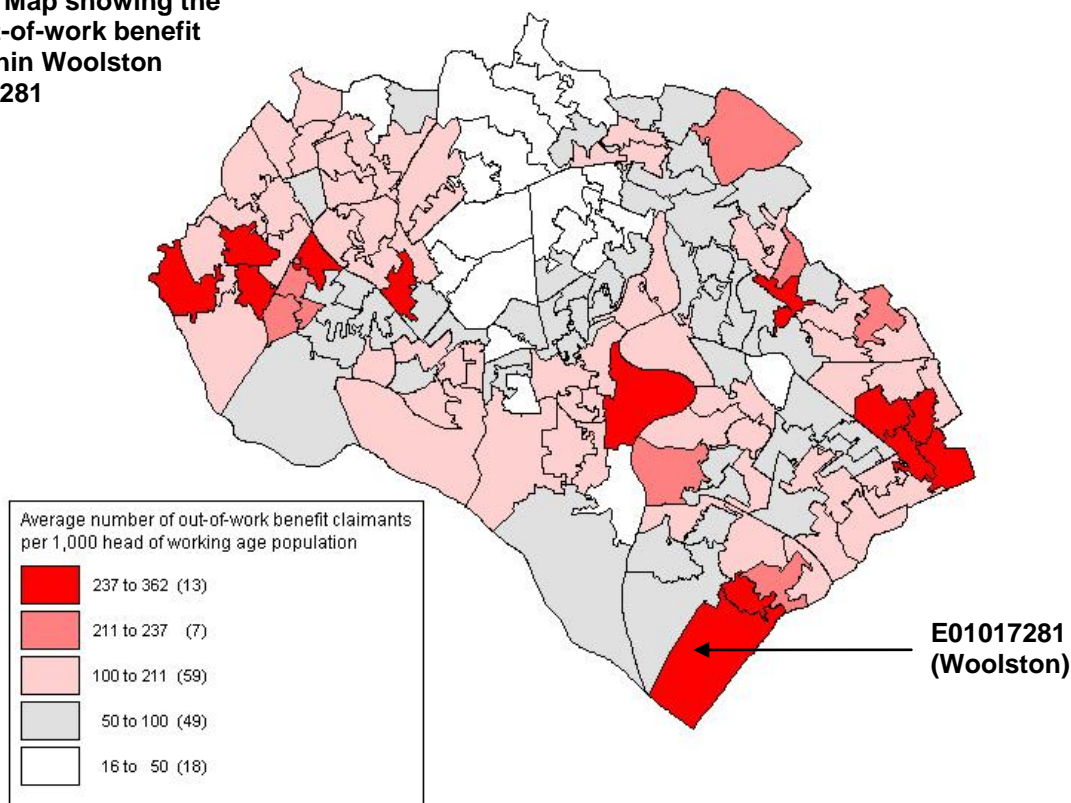 Map showing the
-of-work benefit
Woolston
281
Average number of out-of-work benefit claimants
per 1,000 head of working age population
237 to 362 (13)
211 to 237 (7)
100 to 211 (59)
50 to 100 (49)
16 to 50 (18)
E01017281
(Woolston)